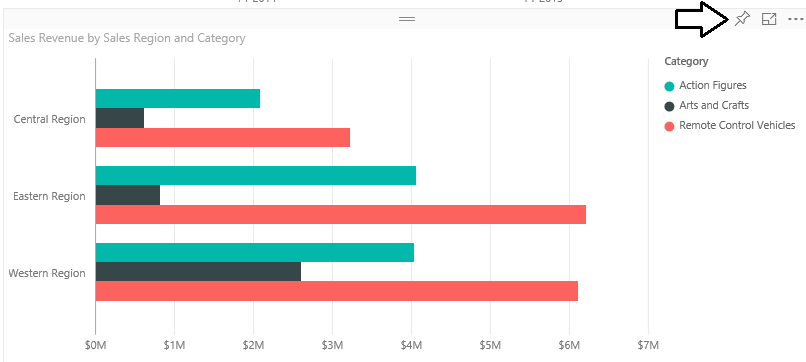 Sales Revenue by Sales Region and Category
Category
Action Figures
Arts and Crafts
Remote Control Vehicles
Central Region
Eastern Region
Western Region
$0M $1M $2M $3M $4M $5M $6M $7M